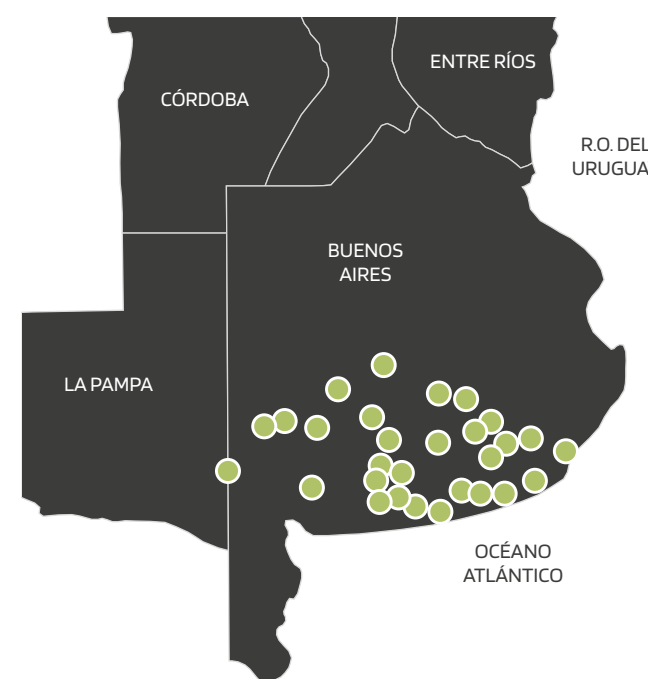 ENTRE RÍOS
CÓRDOBA
R.O. DEL
URUGUA
BUENOS
AIRES
LA PAMPA
OCÉANO
ATLÁNTICO